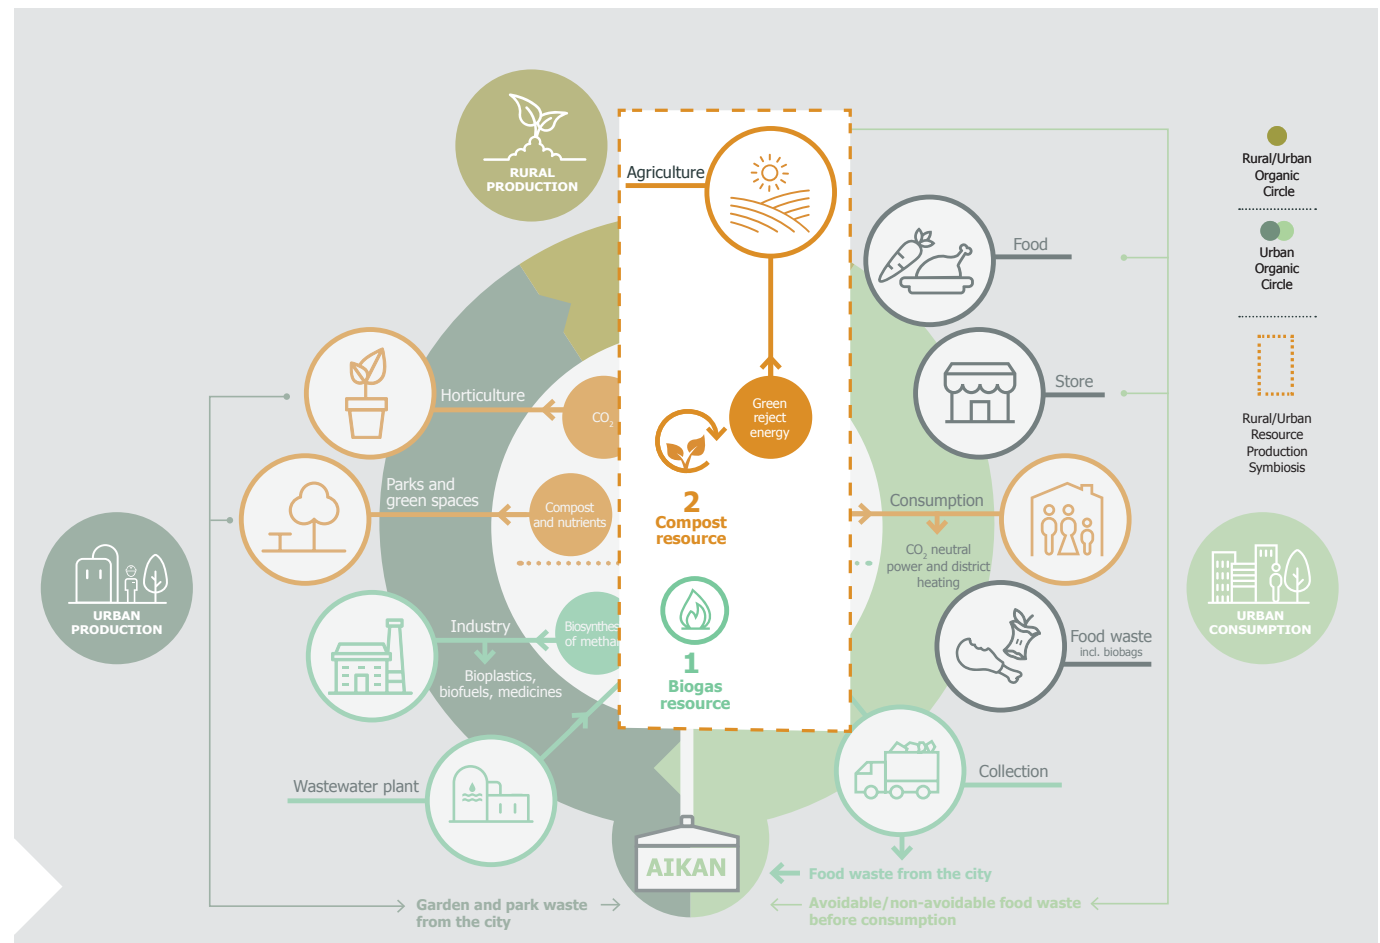 RURAL
PRODUCTION
Agriculture
Food
Store
Horticulture
CO2
Green
reject
energy
Parks and
green spaces
Compost
and nutrients
2
Compost
resource
Consumption
CO2 neutral
power and district
heating
URBAN
PRODUCTION
Industry
Bioplastics,
biofuels, medicines
of
1
Biogas
resource
Food waste
incl. biobags
URBAN
CONSUMPTION
Wastewater plant
Collection
AIKAN
Food waste from the city
Garden and park waste
from the city
Avoidable/non-avoidable food waste
before consumption
Rural/Urban
Organic
Circle
Urban
Organic
Circle
Rural/Urban
Resource
Production
Symbiosis